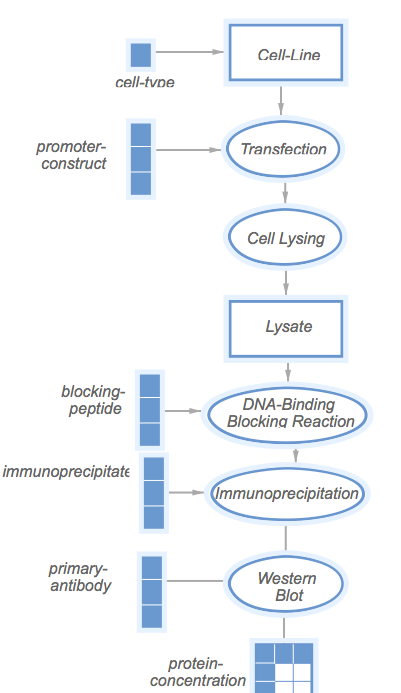 Cell-Line
cell-type
promoter-
construct
Transfection
Cell Lysing
Lysate
blocking-
peptide
DNA-Binding
Blocking Reaction
immunoprecipitate
Immunoprecipitation
primary-
antibody
Western
Blot
protein-
concentration